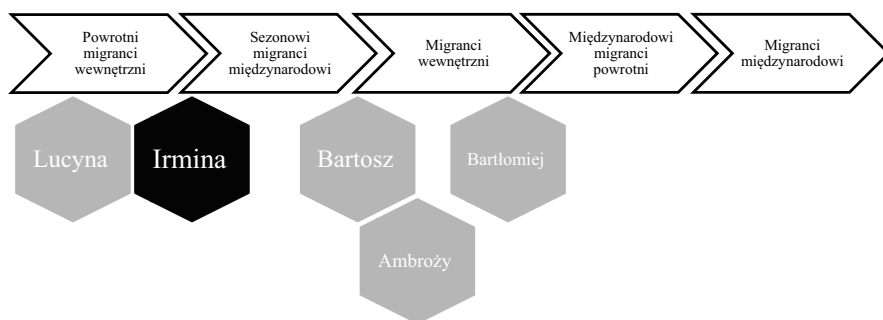 Powrotni
migranci
wewnętrzni
Sezonowi
migranci
międzynarodowi
Migranci
wewnętrzni
Międzynarodowi
migranci
powrotni
Migranci
międzynarodowi
Lucyna
Irmina
Bartosz
Bartłomiej
Ambroży